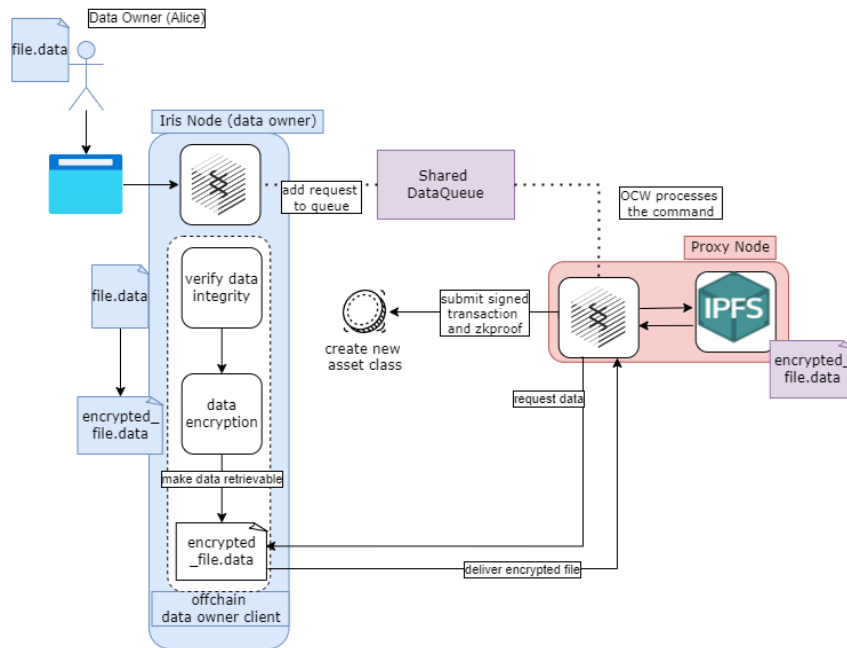 Data Owner (Alice)
file.data
Iris Node (data owner)
Shared
DataQueue
add request
to queue
OCW processes
the command
Proxy Node
verify data
integrity
file.data
submit signed
transaction
and zkproof
IPFS
create new
asset class
encrypted_
file.data
request data
data
encryption
encrypted_
file.data
make data retrievable
encrypted
_file.data
deliver encrypted file
offchain
data owner client